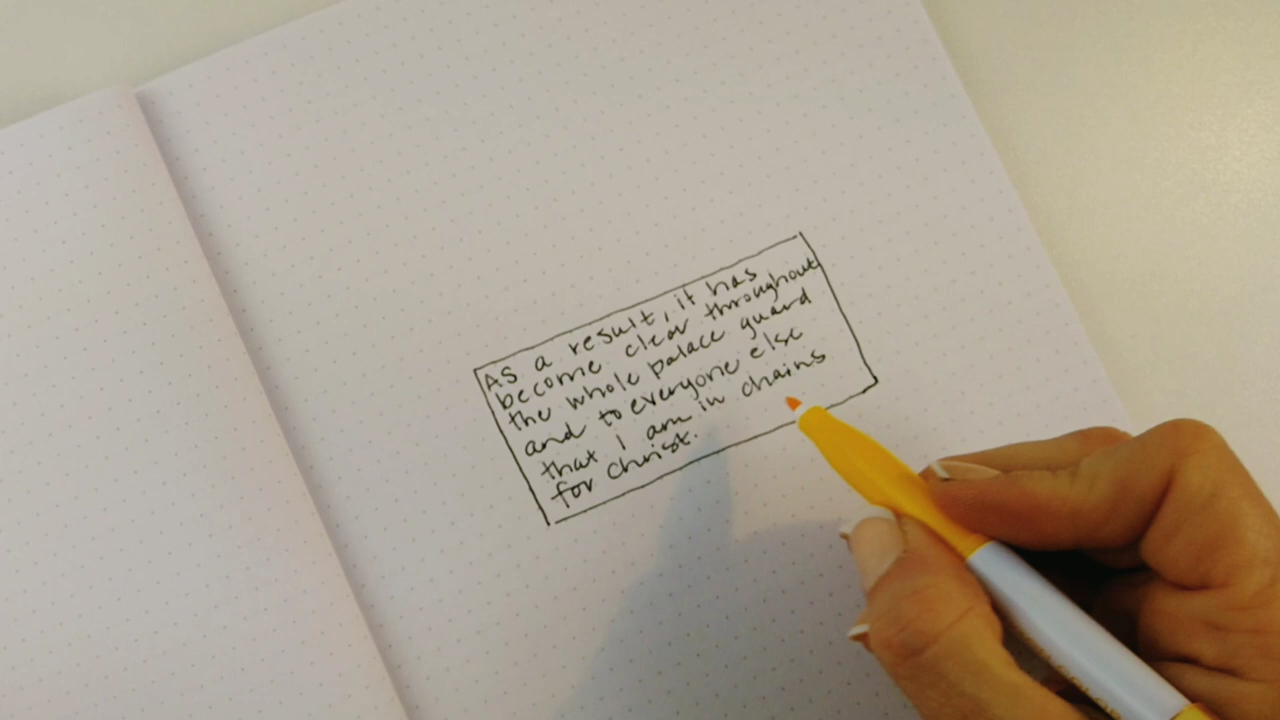 As a result, it has
become clear throughout
the whole palace guard
and to everyone else
that I am in chains
for Christ.